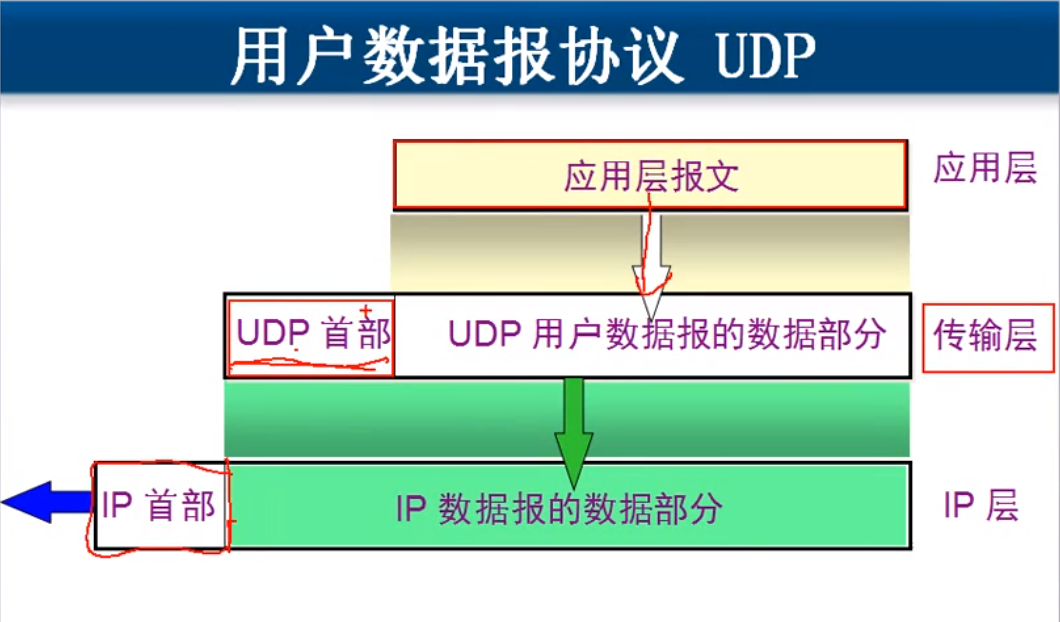 用户数据报协议 UDP
应用层报文
应用层
UDP 首部
UDP 用户数据报的数据部分
传输层
IP 首部
IP 数据报的数据部分
IP 层